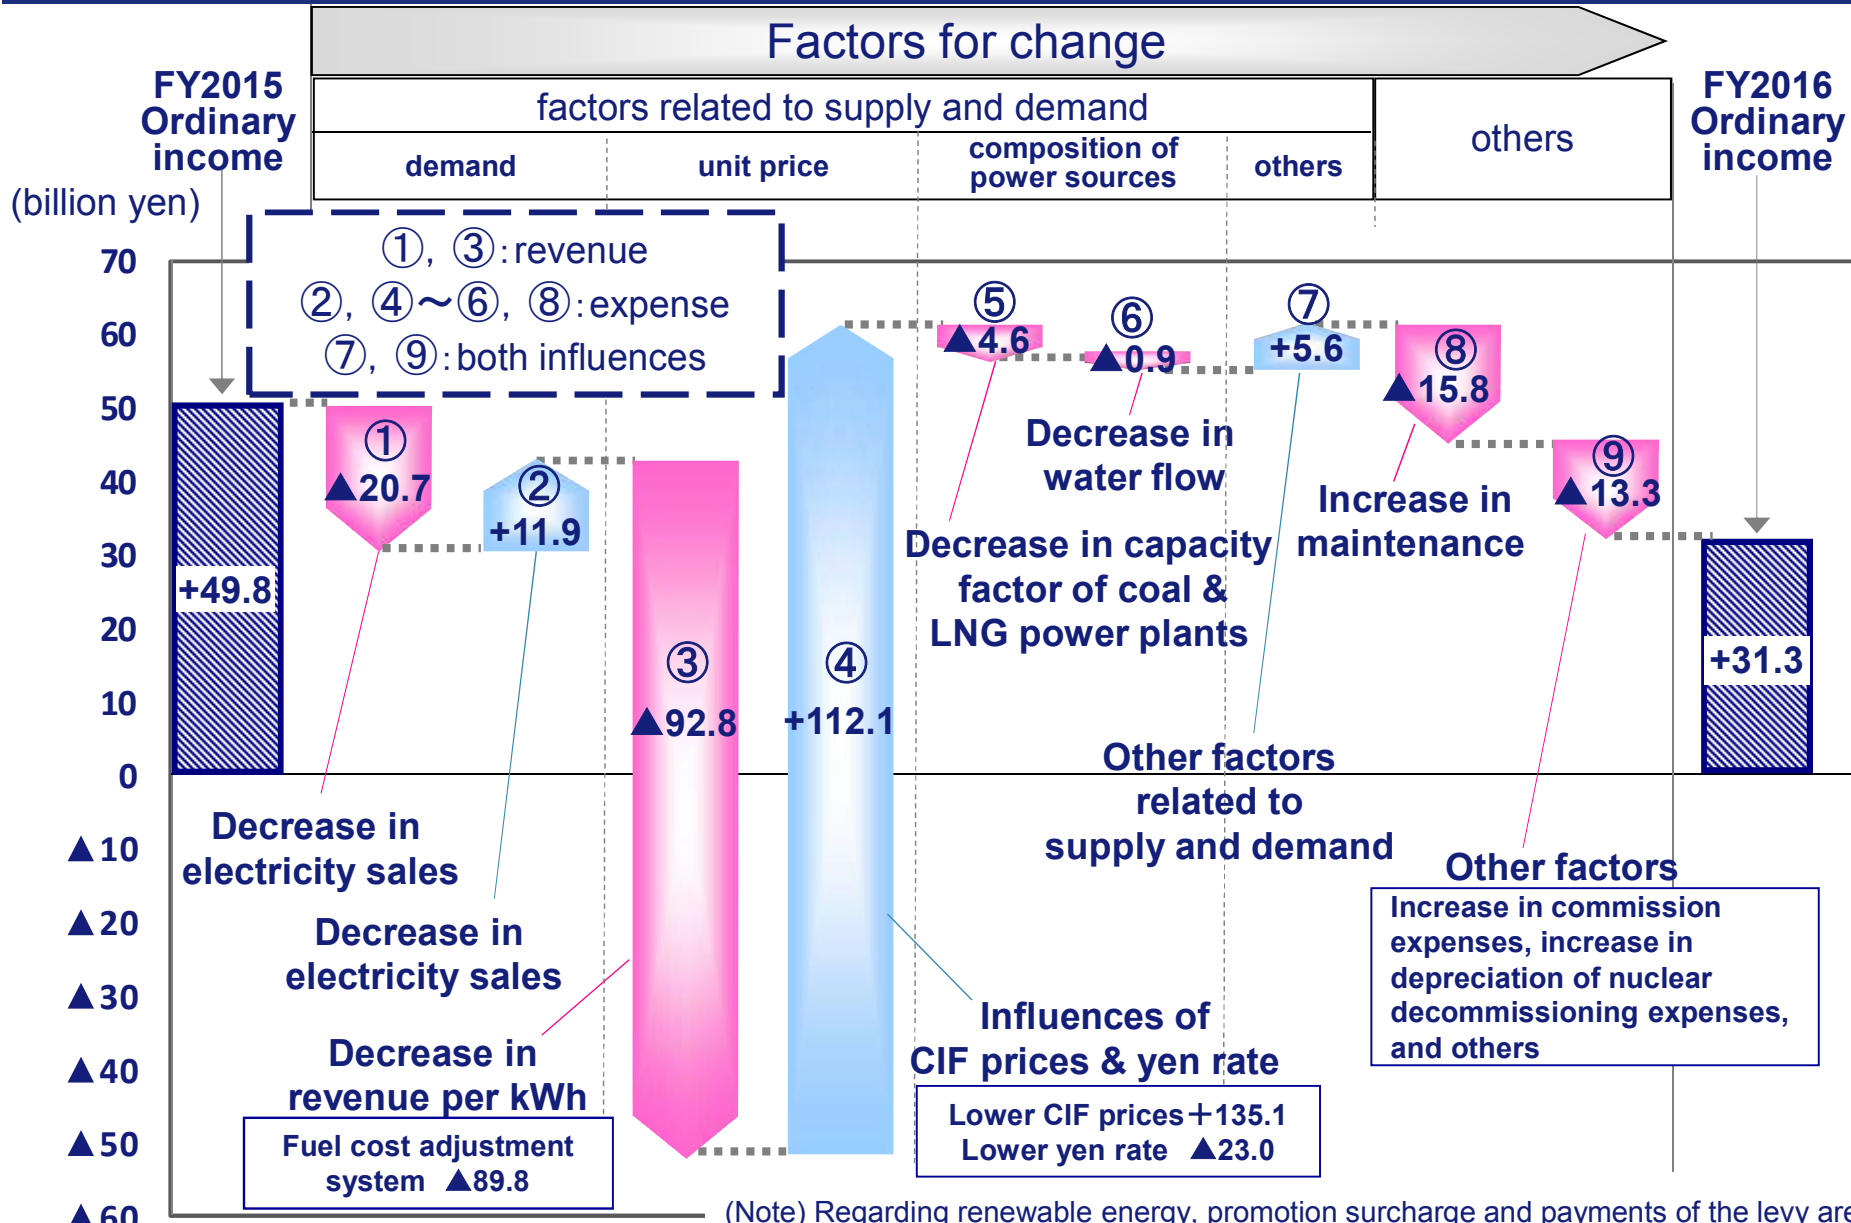 Factors for change
FY2015
Ordinary
income
factors related to supply and demand
others
FY2016
Ordinary
income
demand
unit price
composition of
power sources
others
(billion yen)
①, ③:revenue
②, ④～⑥, ⑧:expense
⑦, ⑨:both influences
70
60
50
40
30
20
10
0
▲10
▲20
▲30
▲40
▲50
▲60
+49.8
①
▲20.7
②
+11.9
③
▲92.8
④
+112.1
⑤
▲4.6
⑥
▲0.9
⑦
+5.6
⑧
▲15.8
⑨
▲13.3
+31.3
Decrease in
water flow
Decrease in capacity
factor of coal &
LNG power plants
Increase in
maintenance
Other factors
related to
supply and demand
Decrease in
electricity sales
Decrease in
electricity sales
Decrease in
revenue per kWh
Fuel cost adjustment
system ▲89.8
Influences of
CIF prices & yen rate
Lower CIF prices＋135.1
Lower yen rate ▲23.0
Other factors
Increase in commission
expenses, increase in
depreciation of nuclear
decommissioning expenses,
and others
(Note) Regarding renewable energy, promotion surcharge and payments of the levy are